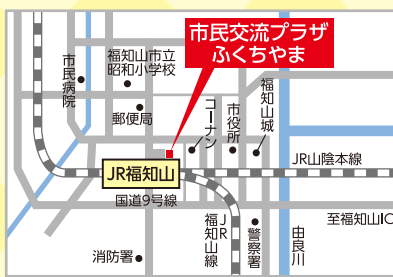 市民交流プラザ
ふくちやま
福知山市立
昭和小学校
市民病院
郵便局
コーナン
市役所
福知山城
JR山陰本線
JR福知山
国道9号線
至福知山IC
JR
福知山線
警察署
由良川
消防署